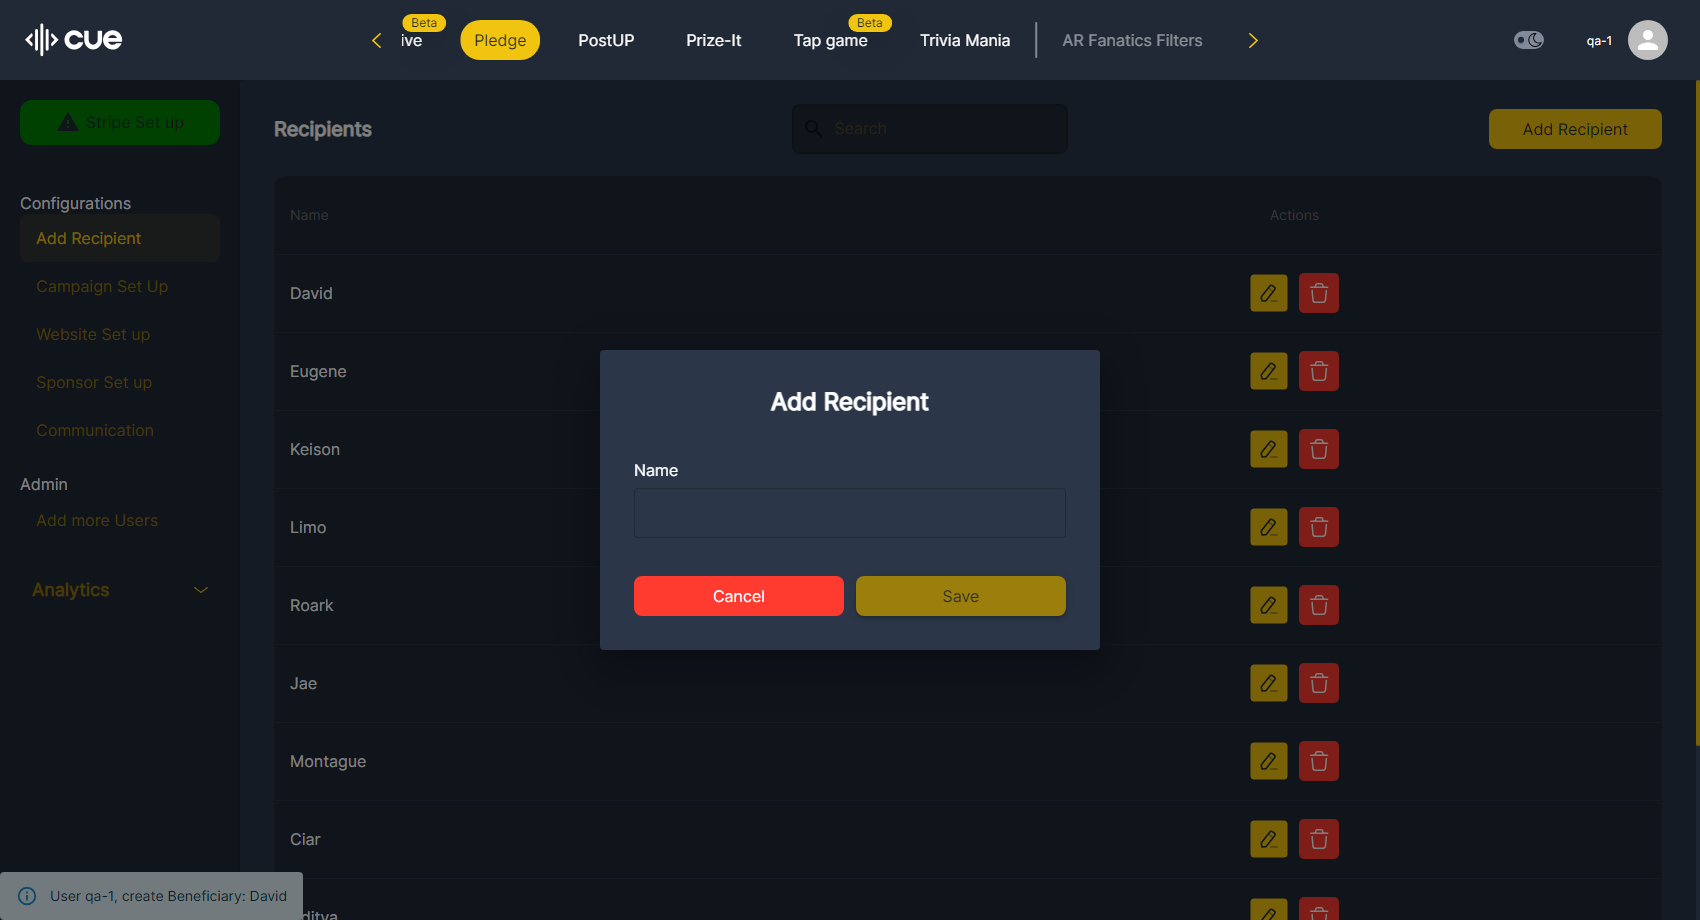 cue
ive
Beta
Pledge
PostUP
Prize-It
Tap game
Beta
Trivia Mania
AR Fanatics Filters
qa-1
Stripe Set up
Configurations
Add Recipient
Campaign Set Up
Website Set up
Sponsor Set up
Communication
Admin
Add more Users
Analytics
Recipients
Search
Add Recipient
Name
Actions
David
Eugene
Keison
Limo
Roark
Jae
Montague
Ciar
ditya
Add Recipient
Name
Cancel
Save
User qa-1, create Beneficiary: David